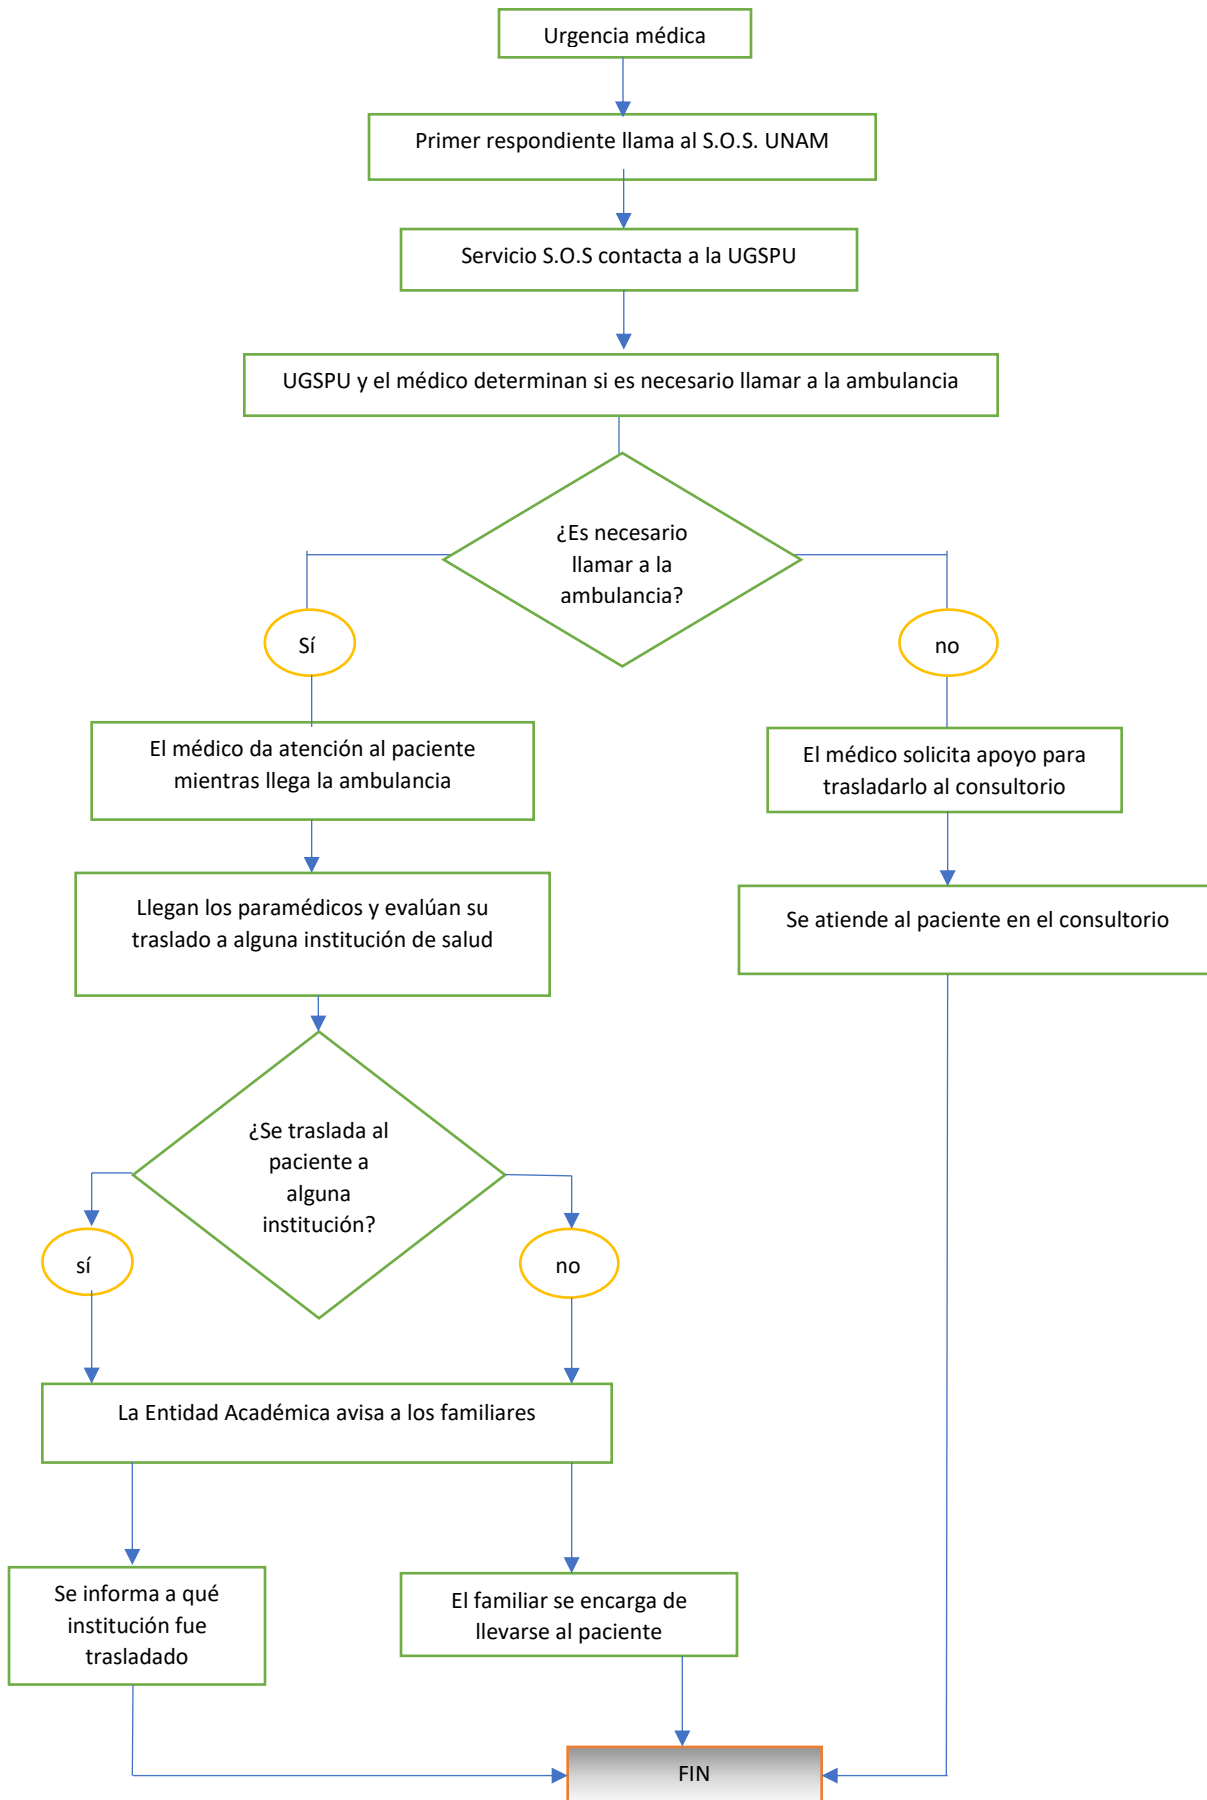 Urgencia médica
Primer respondiente llama al S.O.S. UNAM
Servicio S.O.S contacta a la UGSPU
UGSPU y el médico determinan si es necesario llamar a la ambulancia
¿Es necesario
llamar a la
ambulancia?
Sí
no
El médico da atención al paciente
mientras llega la ambulancia
El médico solicita apoyo para
trasladarlo al consultorio
Llegan los paramédicos y evalúan su
traslado a alguna institución de salud
Se atiende al paciente en el consultorio
¿Se traslada al
paciente a
alguna
institución?
sí
no
La Entidad Académica avisa a los familiares
Se informa a qué
institución fue
trasladado
El familiar se encarga de
llevarse al paciente
FIN